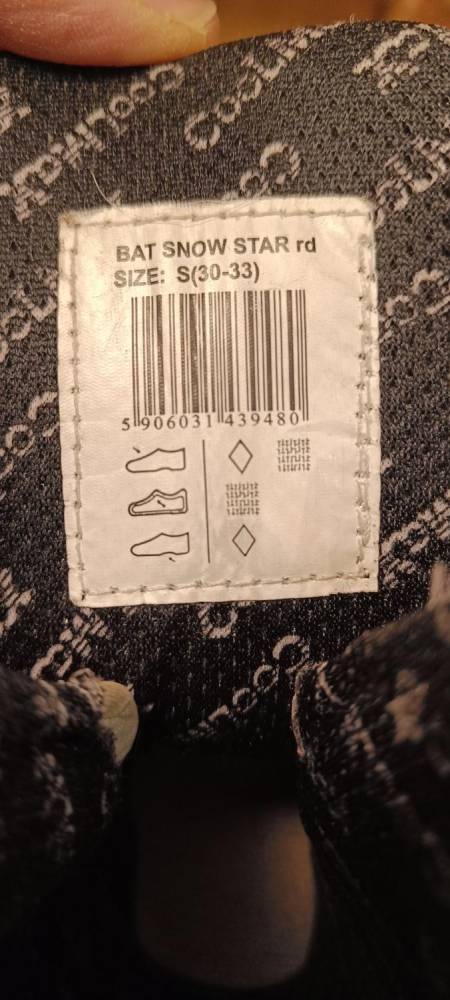 BAT SNOW STAR rd
SIZE: S(30-33)
5 906031 439480